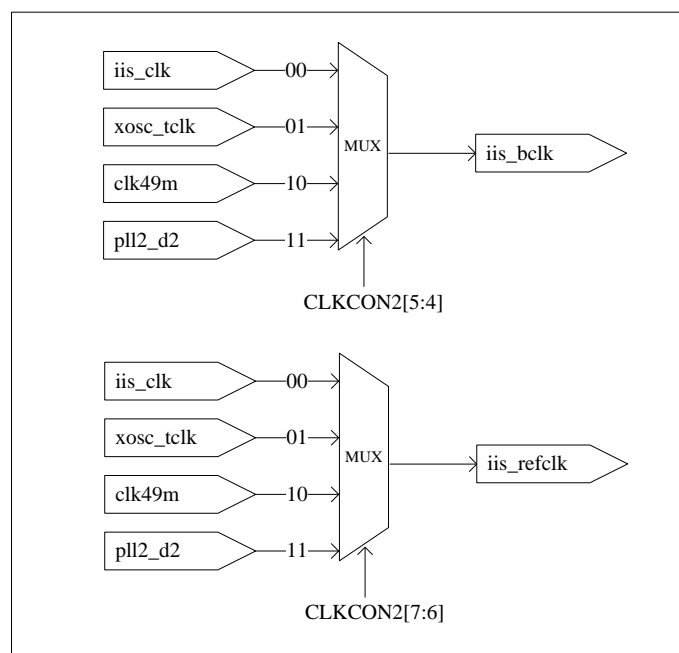 iis_clk 00
xosc_tclk 01
MUX
iis_bclk
clk49m 10
pll2_d2 11
CLKCON2[5:4]
iis_clk 00
xosc_tclk 01
MUX
iis_refclk
clk49m 10
pll2_d2 11
CLKCON2[7:6]